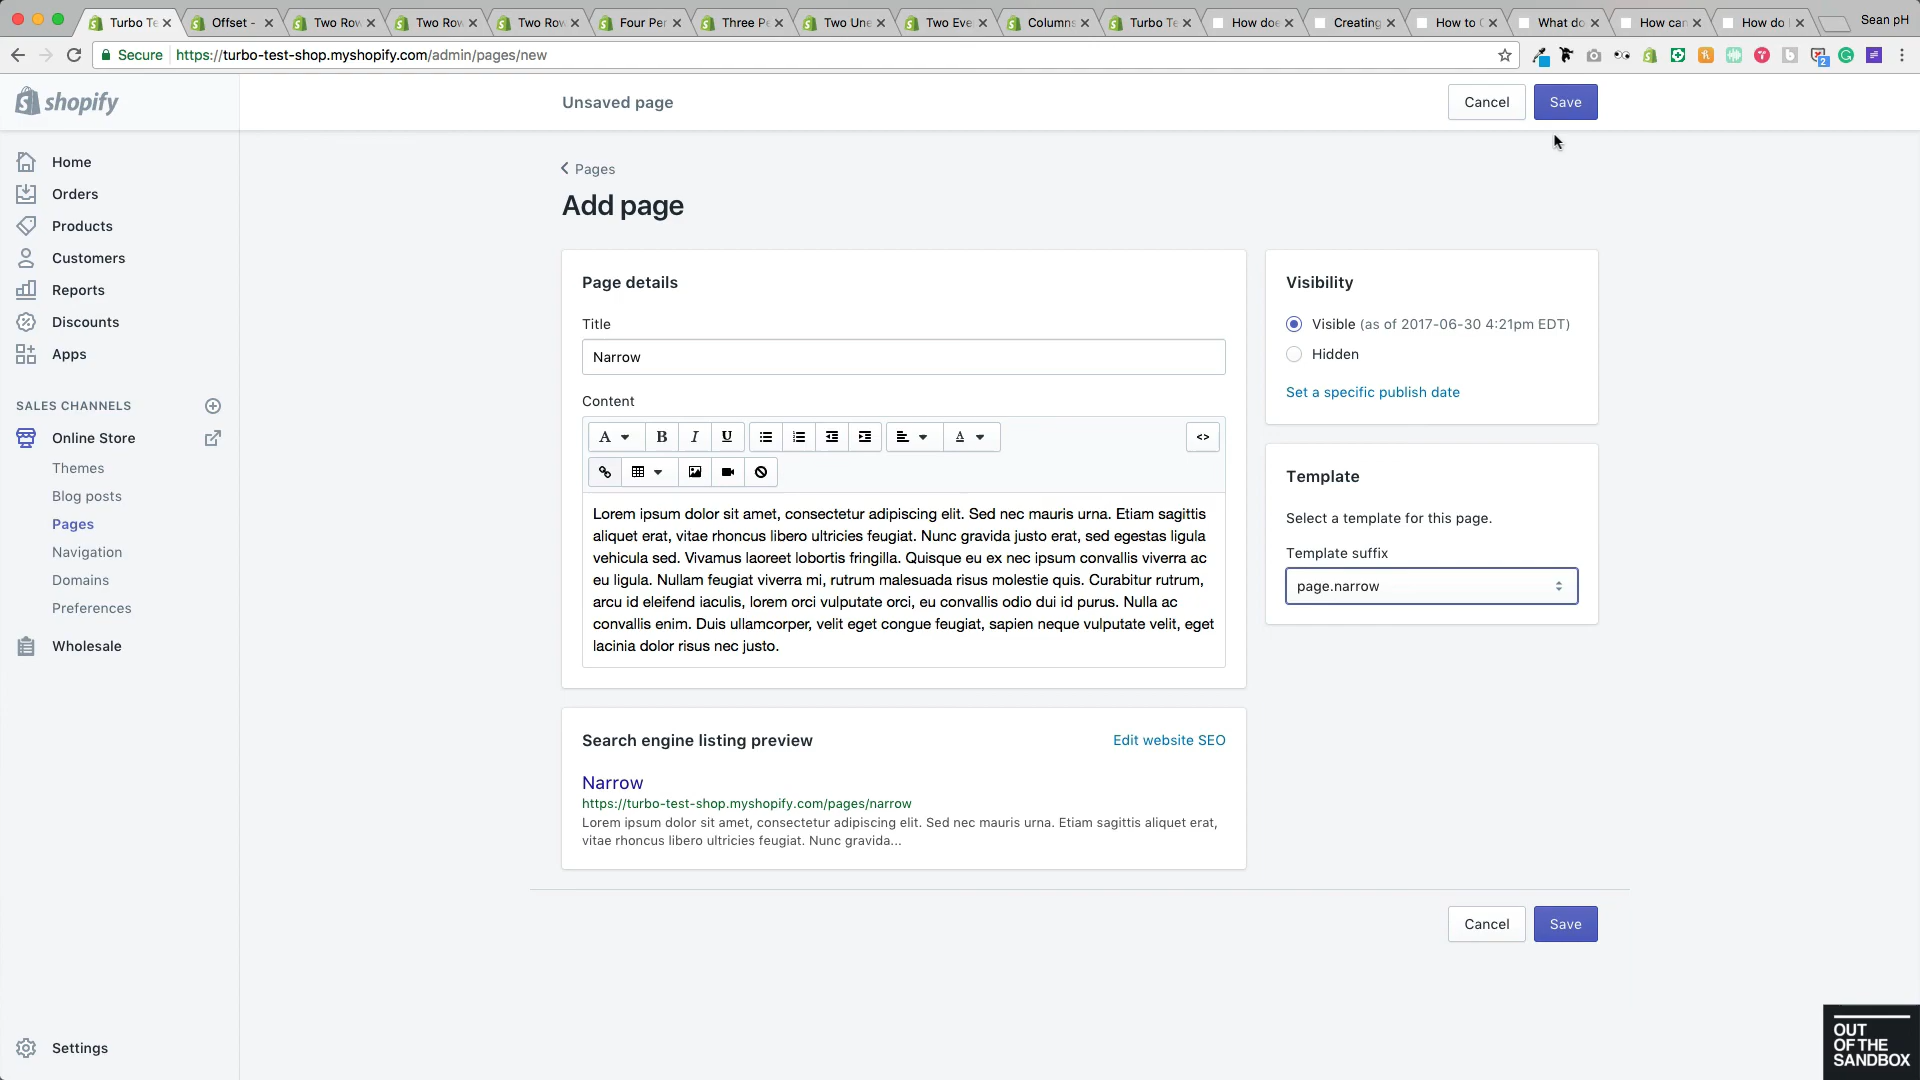 Turbo Te
Offset -
Two Row
Two Row
Two Row
Four Per
Three Pe
Two Une
Two Eve
Columns
Turbo Te
How doe
Creating
How to
What do
How can
How do
Sean pH
Secure
https://turbo-test-shop.myshopify.com/admin/pages/new
2
shopify
Unsaved page
Cancel
Save
Home
Orders
Products
Customers
Reports
Discounts
Apps
SALES CHANNELS
Online Store
Themes
Blog posts
Pages
Navigation
Domains
Preferences
Wholesale
Settings
Pages
Add page
Page details
Title
Narrow
Content
A
B
I
U
A
<>
Lorem ipsum dolor sit amet, consectetur adipiscing elit. Sed nec mauris urna. Etiam sagittis
aliquet erat, vitae rhoncus libero ultricies feugiat. Nunc gravida justo erat, sed egestas ligula
vehicula sed. Vivamus laoreet lobortis fringilla. Quisque eu ex nec ipsum convallis viverra ac
eu ligula. Nullam feugiat viverra mi, rutrum malesuada risus molestie quis. Curabitur rutrum,
arcu id eleifend iaculis, lorem orci vulputate orci, eu convallis odio dui id purus. Nulla ac
convallis enim. Duis ullamcorper, velit eget congue feugiat, sapien neque vulputate velit, eget
lacinia dolor risus nec justo.
Search engine listing preview
Edit website SEO
Narrow
https://turbo-test-shop.myshopify.com/pages/narrow
Lorem ipsum dolor sit amet, consectetur adipiscing elit. Sed nec mauris urna. Etiam sagittis aliquet erat,
vitae rhoncus libero ultricies feugiat. Nunc gravida...
Visibility
Visible (as of 2017-06-30 4:21pm EDT)
Hidden
Set a specific publish date
Template
Select a template for this page.
Template suffix
page.narrow
Cancel
Save
OUT
OF THE
SANDBOX